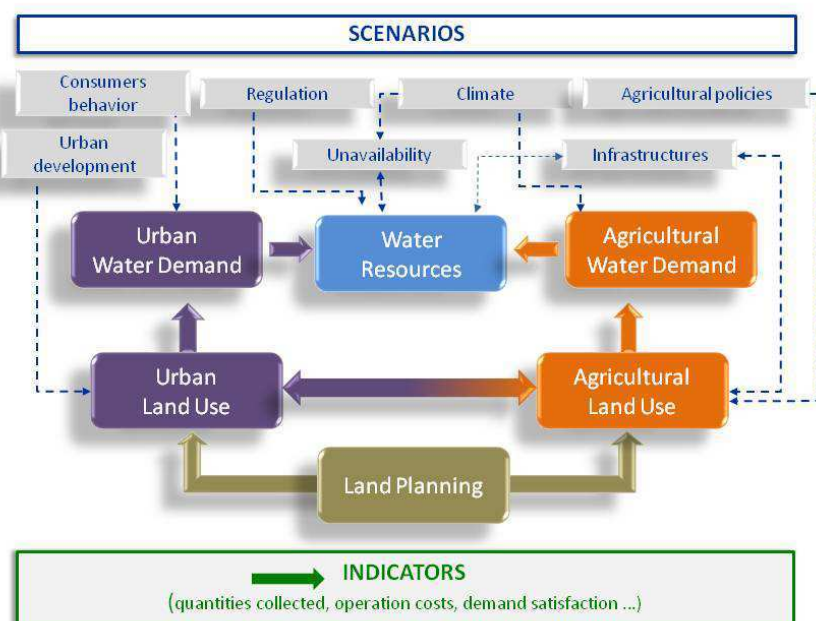 SCENARIOS
Consumers
behavior
Regulation
Climate
Agricultural policies
Urban
development
Unavailability
Infrastructures
Urban
Water Demand
Water
Resources
Agricultural
Water Demand
Urban
Land Use
Agricultural
Land Use
Land Planning
INDICATORS
(quantities collected, operation costs, demand satisfaction ...)